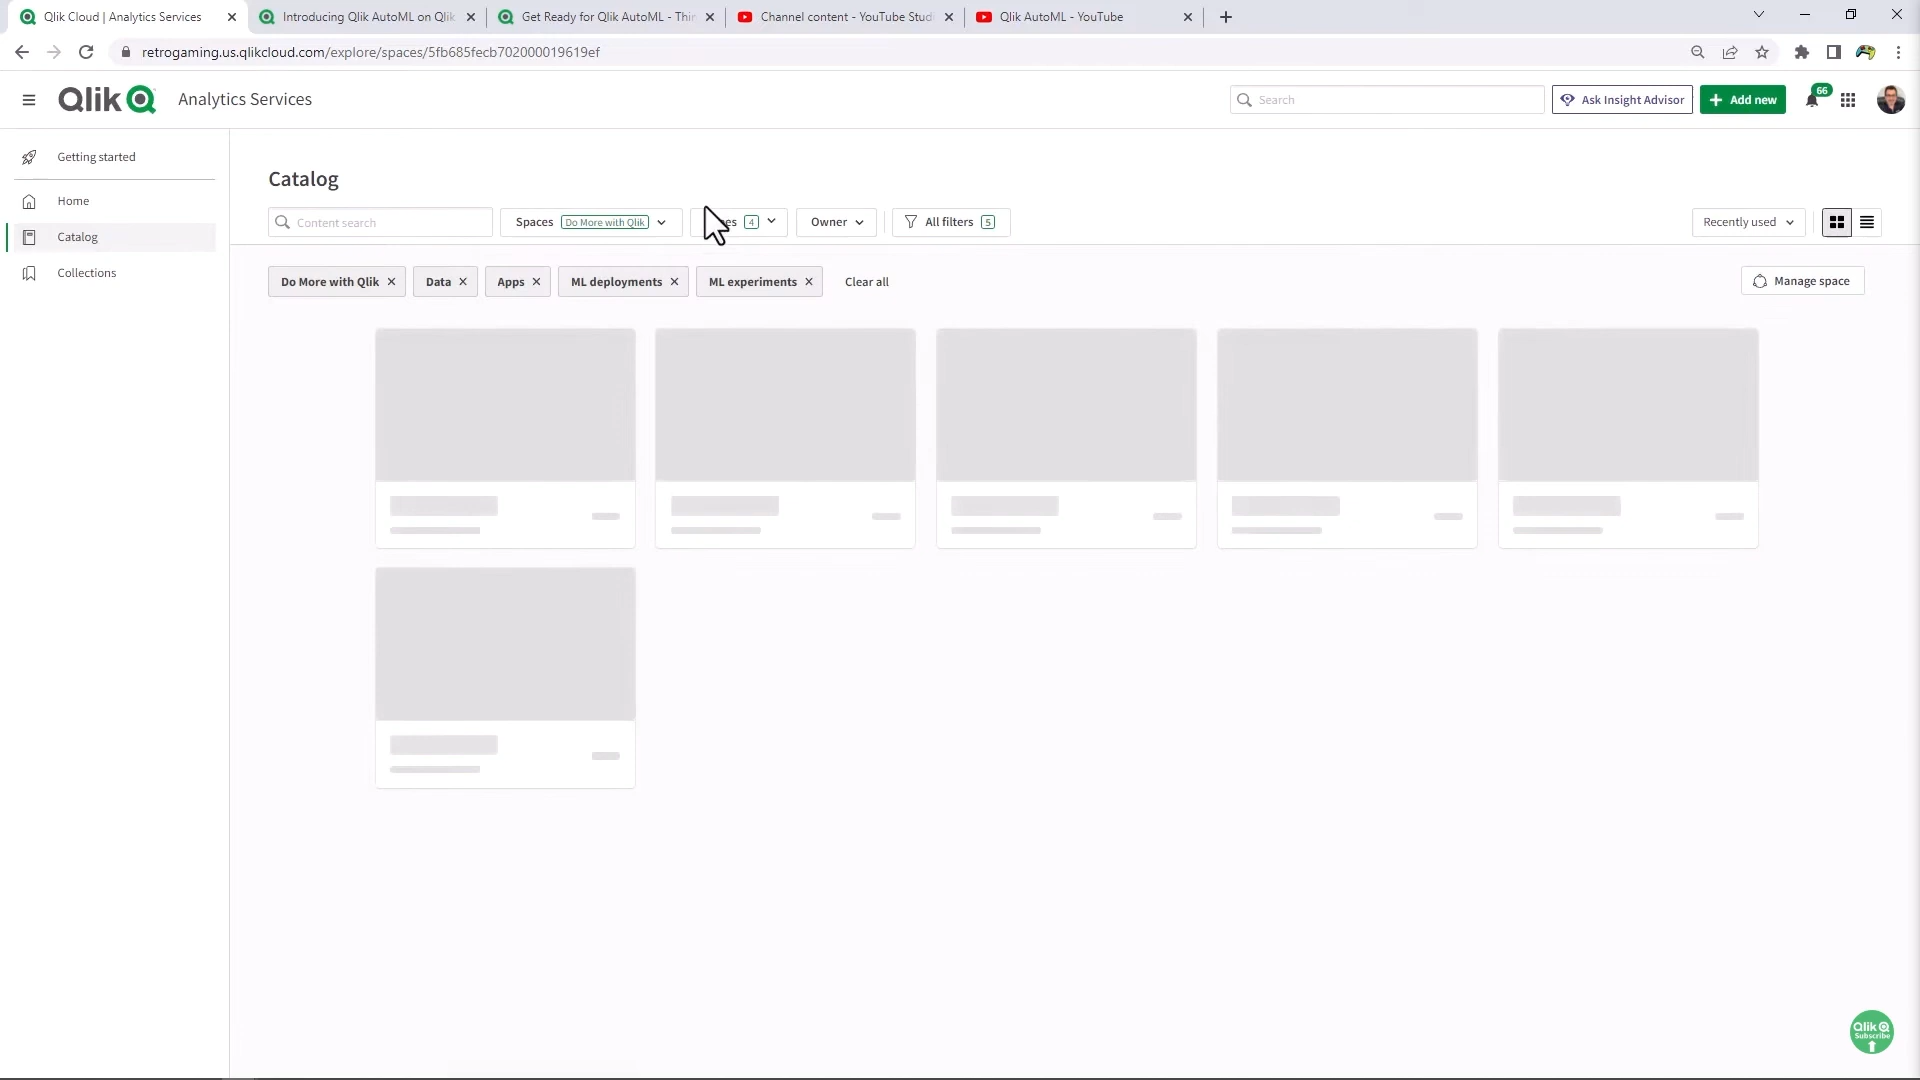 Qlik Cloud | Analytics Services
Introducing Qlik AutoML on Qlik
Get Ready for Qlik AutoML - Thin
Channel content - YouTube Studi
Qlik AutoML - YouTube
retrogaming.us.qlikcloud.com/explore/spaces/5fb685fecb702000019619ef
Qlik
Analytics Services
Search
Ask Insight Advisor
Add new
66
Getting started
Home
Catalog
Collections
Catalog
Content search
Spaces Do More with Qlik
4
Owner
All filters 5
Recently used
Do More with Qlik
Data
Apps
ML deployments
ML experiments
Clear all
Manage space
Qlik
Subscribe